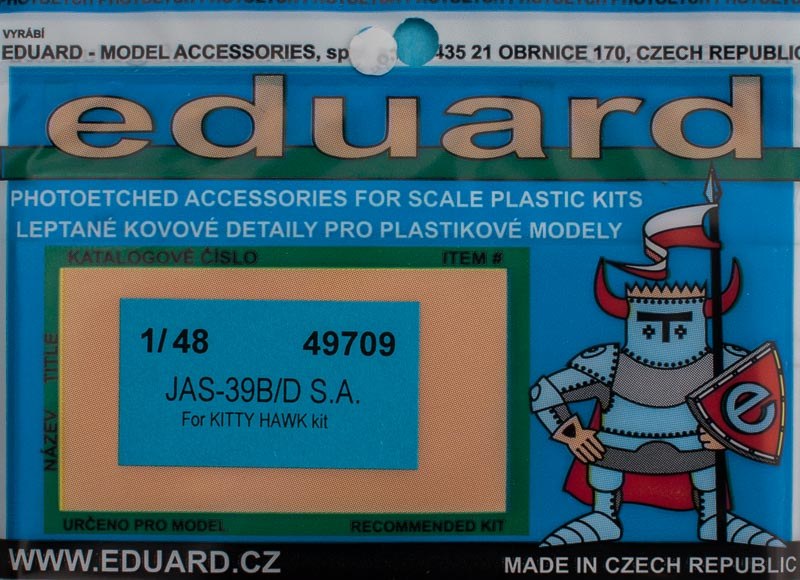 VYRÁBÍ
EDUARD - MODEL ACCESSORIES, 435 21 OBRNICE 170, CZECH REPUBLIC
eduard
PHOTOETCHED ACCESSORIES FOR SCALE PLASTIC KITS
LEPTANÉ KOVOVÉ DETAILY PRO PLASTIKOVÉ MODELY
KATALOGOVÉ ČÍSLO ITEM #
NÁZEV TITLE
1/48 49709
JAS-39B/D S.A.
For KITTY HAWK kit
e
URČENO PRO MODEL RECOMMENDED KIT
WWW.EDUARD.CZ MADE IN CZECH REPUBLIC